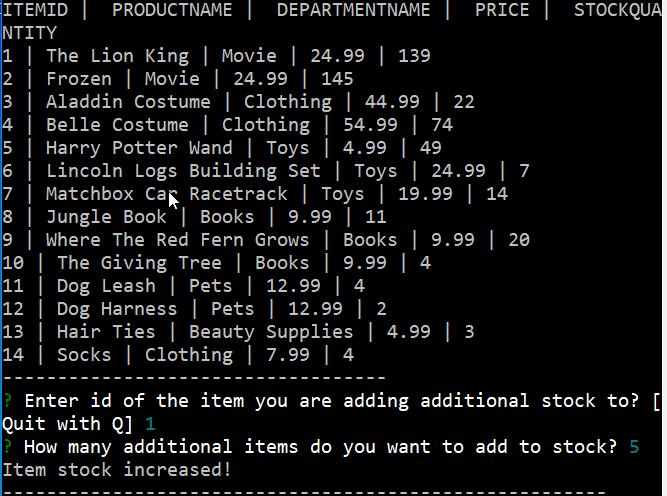 ITEMID |  PRODUCTNAME |  DEPARTMENTNAME |  PRICE |  STOCKQUA
NTITY
1 | The Lion King | Movie | 24.99 | 139
2 | Frozen | Movie | 24.99 | 145
3 | Aladdin Costume | Clothing | 44.99 | 22
4 | Belle Costume | Clothing | 54.99 | 74
5 | Harry Potter Wand | Toys | 4.99 | 49
6 | Lincoln Logs Building Set | Toys | 24.99 | 7
7 | Matchbox Car Racetrack | Toys | 19.99 | 14
8 | Jungle Book | Books | 9.99 | 11
9 | Where The Red Fern Grows | Books | 9.99 | 20
10 | The Giving Tree | Books | 9.99 | 4
11 | Dog Leash | Pets | 12.99 | 4
12 | Dog Harness | Pets | 12.99 | 2
13 | Hair Ties | Beauty Supplies | 4.99 | 3
14 | Socks | Clothing | 7.99 | 4
-----------------------------------
? Enter id of the item you are adding additional stock to? [
Quit with Q] 1
? How many additional items do you want to add to stock? 5
Item stock increased!
-------------------------------------------------------